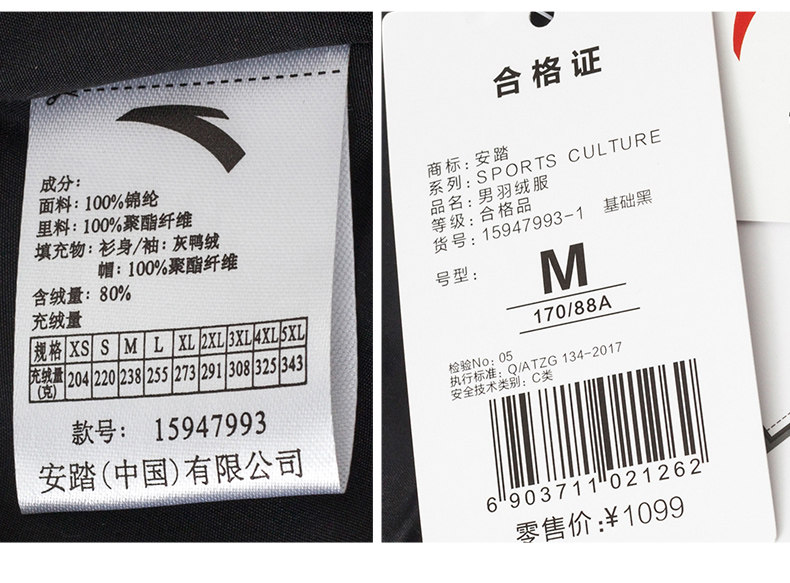 成分:
面料: 100%锦纶
里料: 100%聚酯纤维
填充物: 衫身/袖: 灰鸭绒
帽: 100%聚酯纤维
含绒量: 80%
充绒量
规格 XS S M L XL 2XL 3XL 4XL 5XL
充绒量(克) 204 220 238 255 273 291 308 325 343
款号: 15947993
安踏(中国)有限公司
合格证
商标: 安踏
系列: SPORTS CULTURE
品名: 男羽绒服
等级: 合格品
货号: 15947993-1 基础黑
号型: M
170/88A
检验No: 05
执行标准: Q/ATZG 134-2017
安全技术类别: C类
6 903711 021262
零售价: ¥1099